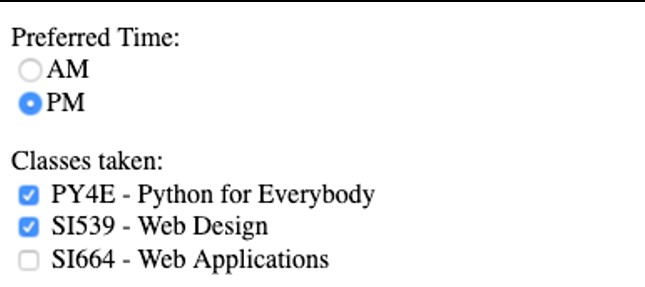 Preferred Time:
AM
PM
Classes taken:
PY4E - Python for Everybody
SI539 - Web Design
SI664 - Web Applications